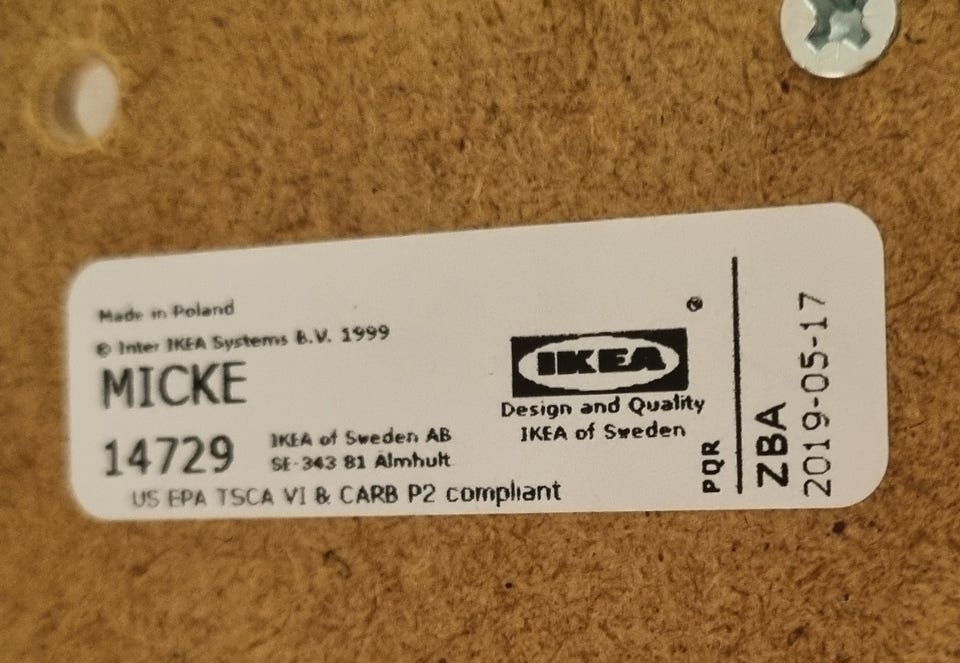 Made in Poland
© Inter IKEA Systems B.V. 1999
MICKE
14729
IKEA of Sweden AB
SE-343 81 Älmhult
US EPA TSCA VI & CARB P2 compliant
®
IKEA
Design and Quality
IKEA of Sweden
PQR
ZBA
2019-05-17